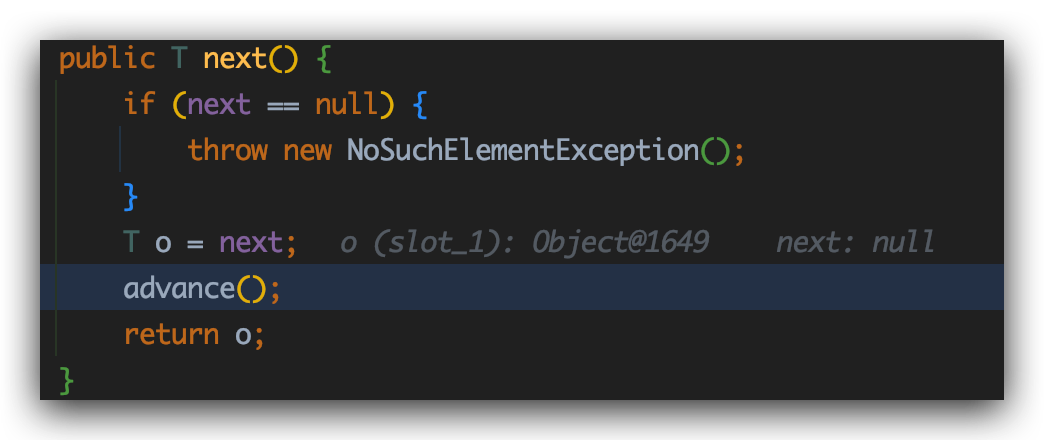 public T next() {
if (next == null) {
throw new NoSuchElementException();
}
T o = next; o (slot_1): Object@1649 next: null
advance();
return o;
}